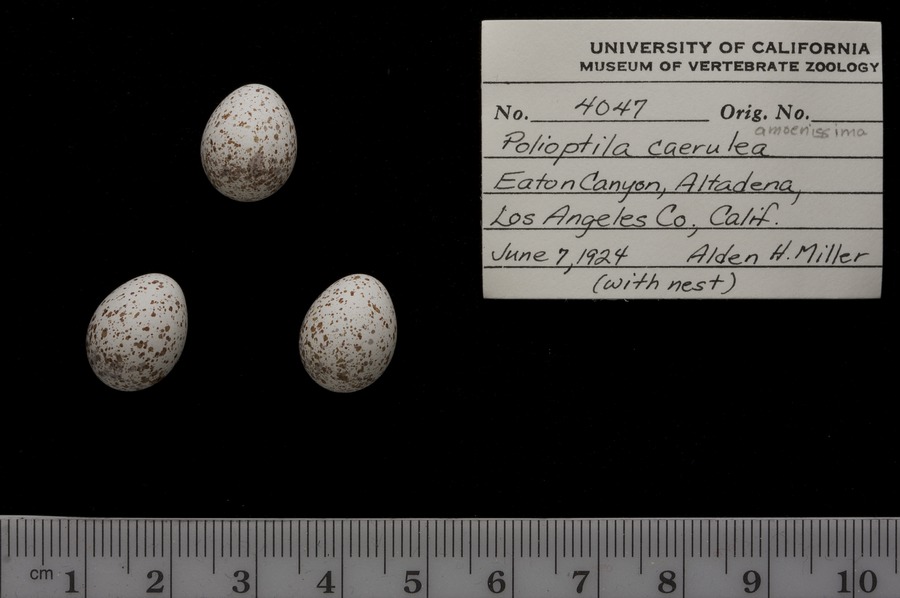 UNIVERSITY OF CALIFORNIA
MUSEUM OF VERTEBRATE ZOOLOGY
No. 4047 Orig. No.
amoenissima
Polioptila caerulea
Eaton Canyon, Altadena,
Los Angeles Co., Calif.
June 7, 1924 Alden H. Miller
(with nest)
cm 1 2 3 4 5 6 7 8 9 10